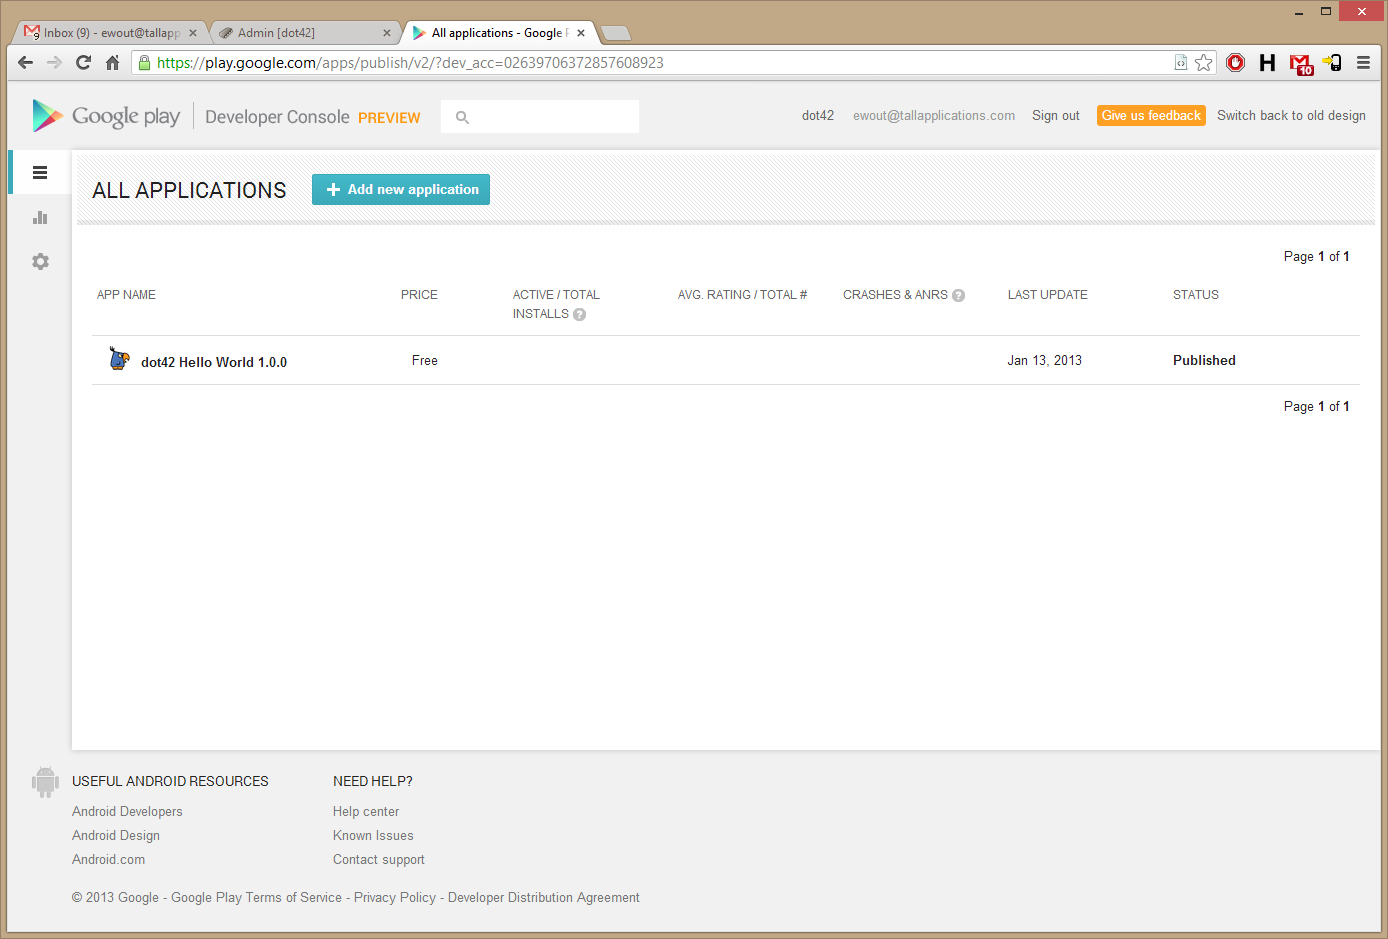 Inbox (9) - ewout@tallapp
Admin [dot42]
All applications - Google P
https://play.google.com/apps/publish/v2/?dev_acc=02639706372857608923
10
Google play
Developer Console PREVIEW
dot42
ewout@tallapplications.com
Sign out
Give us feedback
Switch back to old design
ALL APPLICATIONS
Add new application
Page 1 of 1
APP NAME
PRICE
ACTIVE / TOTAL
INSTALLS ?
AVG. RATING / TOTAL #
CRASHES & ANRS ?
LAST UPDATE
STATUS
dot42 Hello World 1.0.0
Free
Jan 13, 2013
Published
Page 1 of 1
USEFUL ANDROID RESOURCES
Android Developers
Android Design
Android.com
NEED HELP?
Help center
Known Issues
Contact support
© 2013 Google - Google Play Terms of Service - Privacy Policy - Developer Distribution Agreement